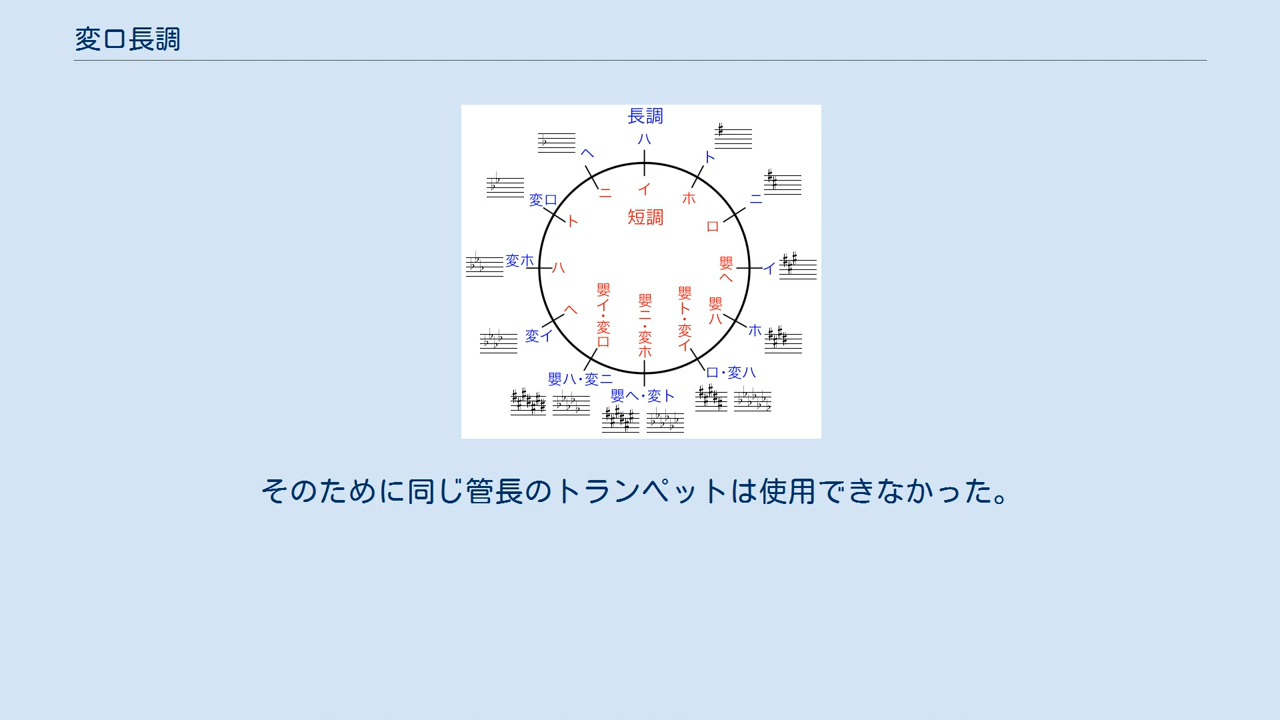 変ロ長調
長調
ハ
ヘ
ト
変ロ
ニ
イ
ニ
ホ
ト
短調
ロ
変ホ
ハ
嬰ヘ
イ
ヘ
嬰イ・変ロ
嬰ニ・変ホ
嬰ト・変イ
嬰ハ
変イ
ホ
嬰ハ・変ニ
嬰ヘ・変ト
ロ・変ハ
そのために同じ管長のトランペットは使用できなかった。